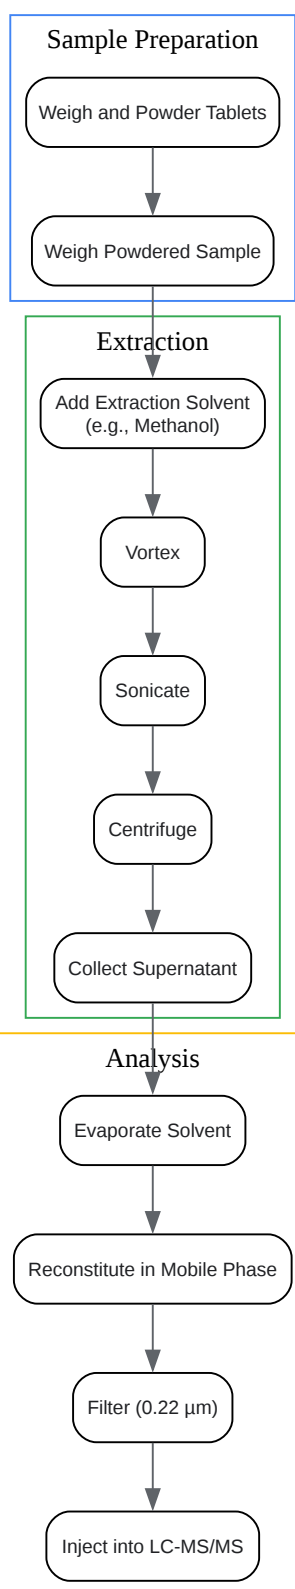 Sample Preparation
Weigh and Powder Tablets
Weigh Powdered Sample
Extraction
Add Extraction Solvent
(e.g., Methanol)
Vortex
Sonicate
Centrifuge
Collect Supernatant
Analysis
Evaporate Solvent
Reconstitute in Mobile Phase
Filter (0.22 µm)
Inject into LC-MS/MS